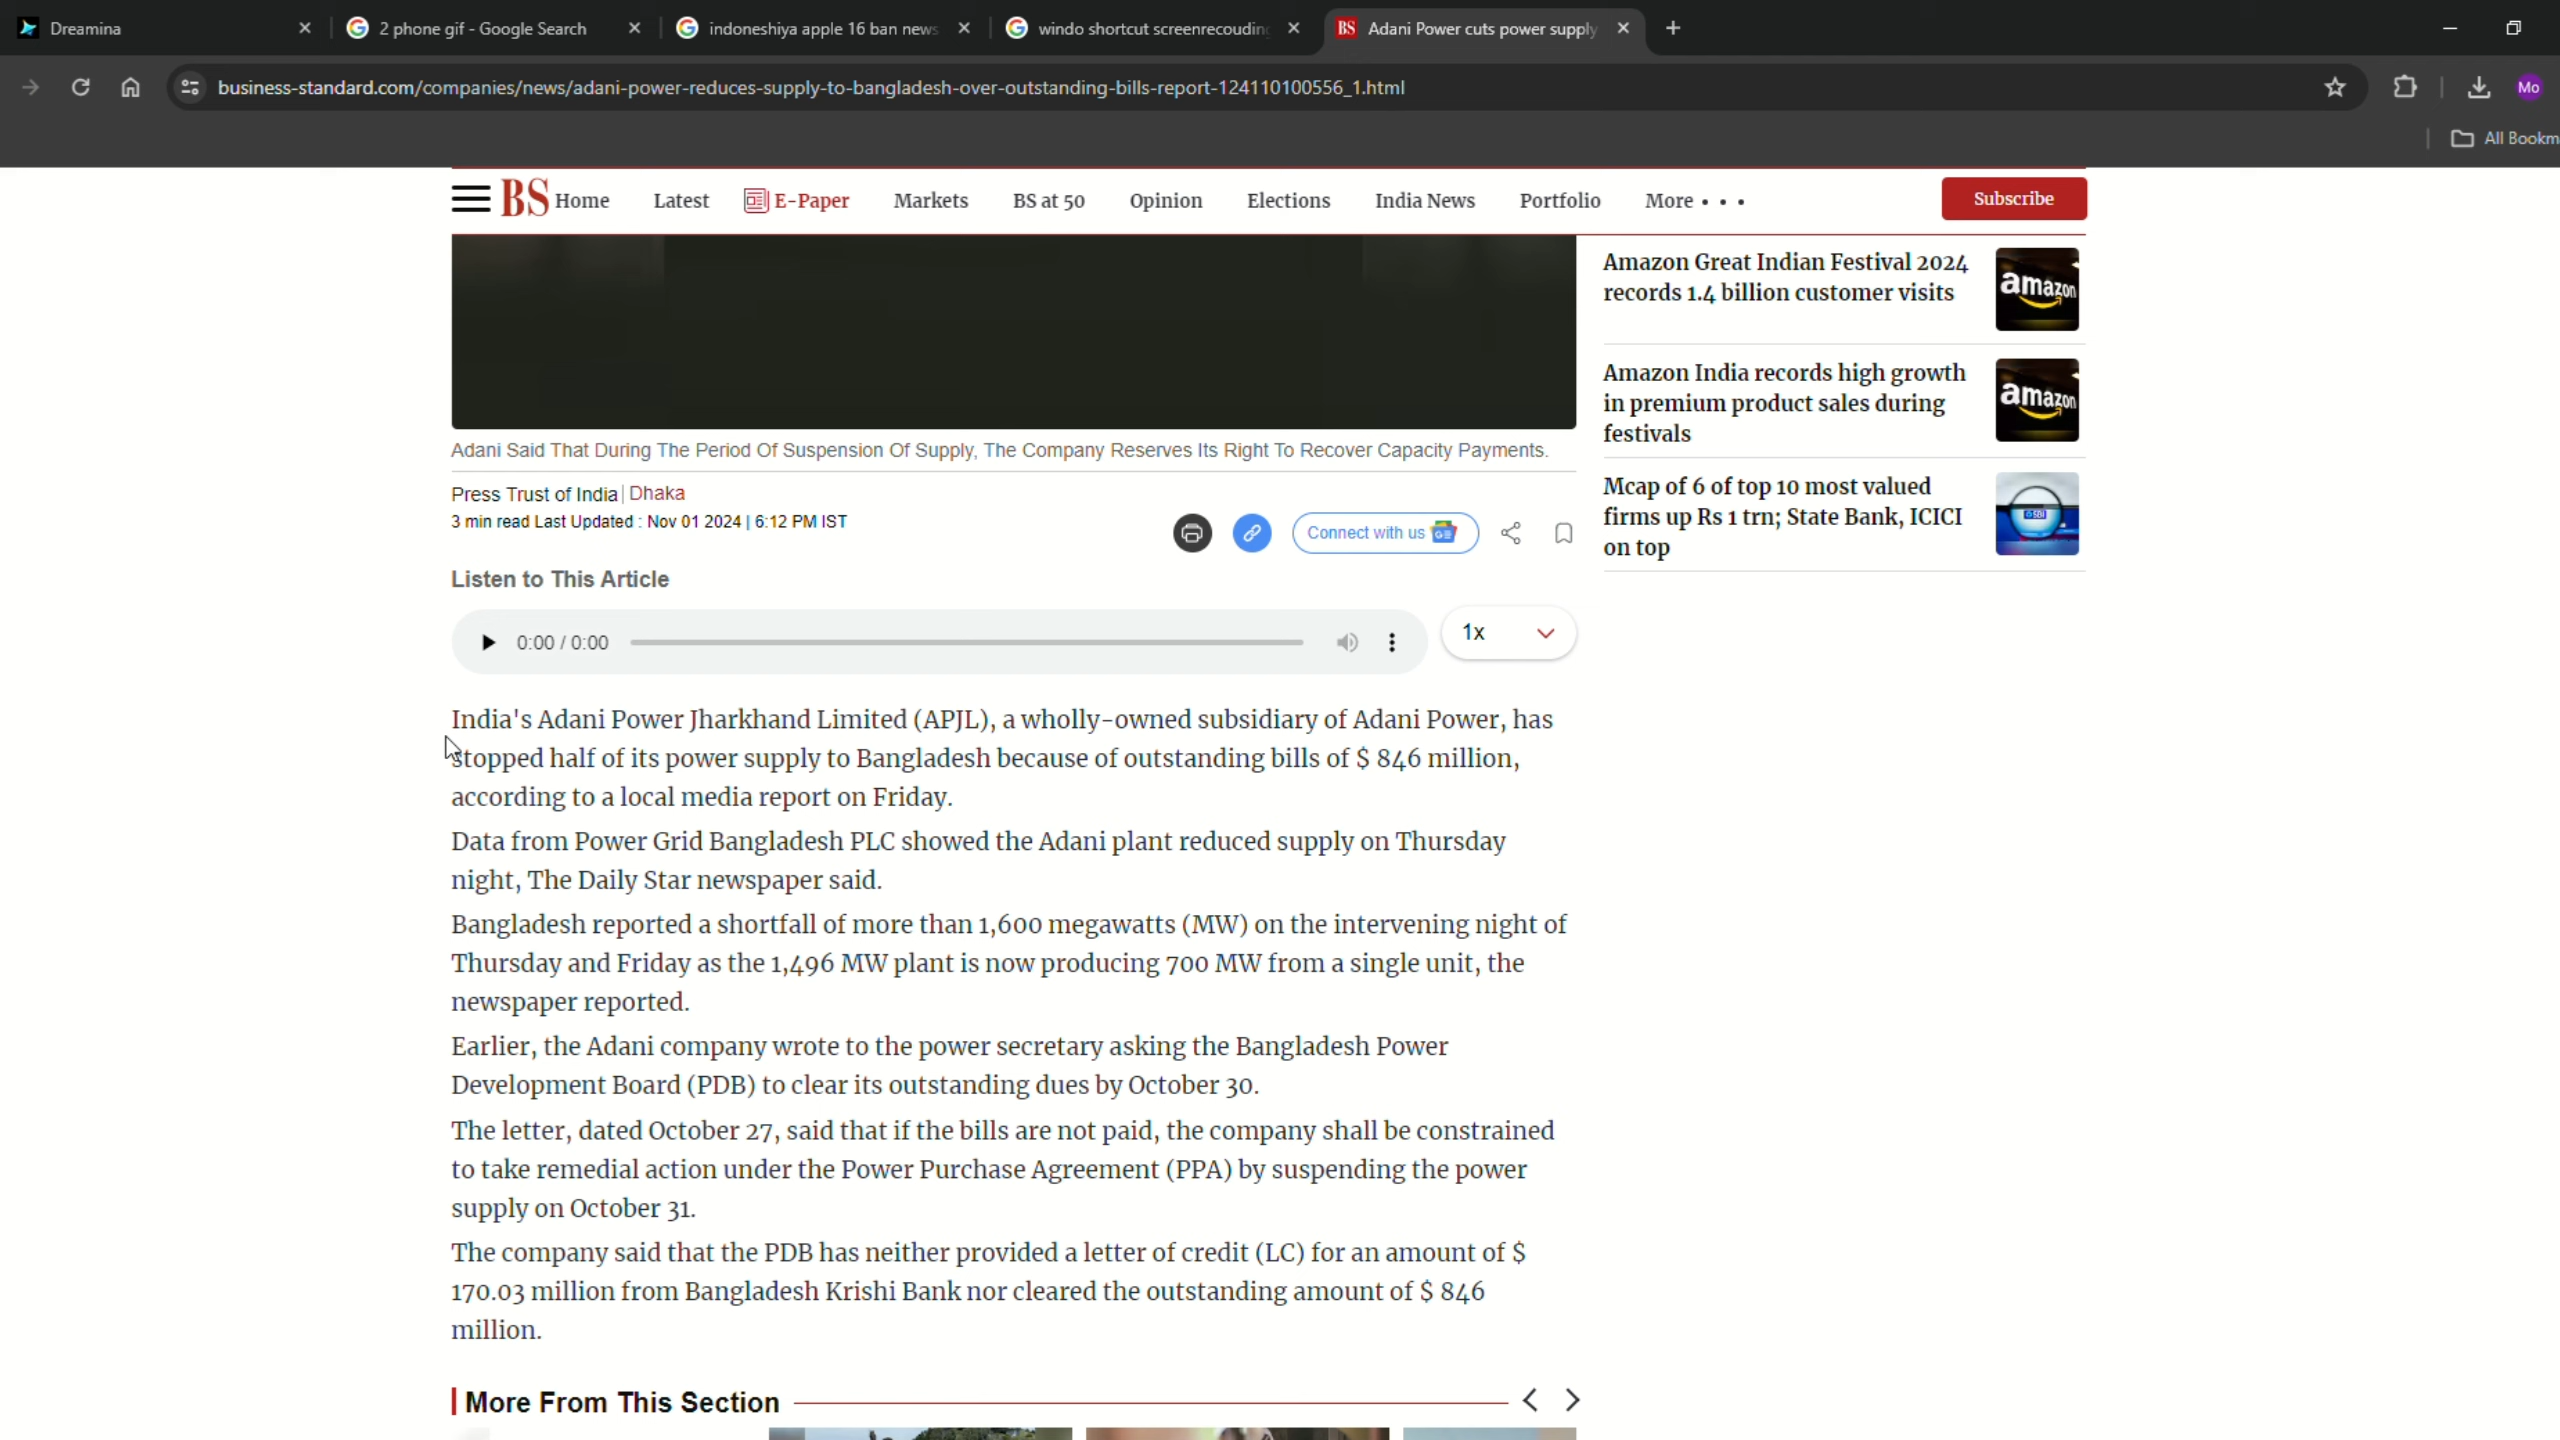 Dreamina
2 phone gif - Google Search
indoneshiya apple 16 ban news
windo shortcut screenrecouding
BS Adani Power cuts power supply
business-standard.com/companies/news/adani-power-reduces-supply-to-bangladesh-over-outstanding-bills-report-124110100556_1.html
Mo
All Bookm
BS Home Latest E-Paper Markets BS at 50 Opinion Elections India News Portfolio More • • • Subscribe
Amazon Great Indian Festival 2024
records 1.4 billion customer visits
amazon
Amazon India records high growth
in premium product sales during
festivals
amazon
Adani Said That During The Period Of Suspension Of Supply, The Company Reserves Its Right To Recover Capacity Payments.
Mcap of 6 of top 10 most valued
firms up Rs 1 trn; State Bank, ICICI
on top
SBI
Press Trust of India | Dhaka
3 min read Last Updated : Nov 01 2024 | 6:12 PM IST
Connect with us
Listen to This Article
0:00 / 0:00
1x
India's Adani Power Jharkhand Limited (APJL), a wholly-owned subsidiary of Adani Power, has
stopped half of its power supply to Bangladesh because of outstanding bills of $ 846 million,
according to a local media report on Friday.
Data from Power Grid Bangladesh PLC showed the Adani plant reduced supply on Thursday
night, The Daily Star newspaper said.
Bangladesh reported a shortfall of more than 1,600 megawatts (MW) on the intervening night of
Thursday and Friday as the 1,496 MW plant is now producing 700 MW from a single unit, the
newspaper reported.
Earlier, the Adani company wrote to the power secretary asking the Bangladesh Power
Development Board (PDB) to clear its outstanding dues by October 30.
The letter, dated October 27, said that if the bills are not paid, the company shall be constrained
to take remedial action under the Power Purchase Agreement (PPA) by suspending the power
supply on October 31.
The company said that the PDB has neither provided a letter of credit (LC) for an amount of $
170.03 million from Bangladesh Krishi Bank nor cleared the outstanding amount of $ 846
million.
More From This Section